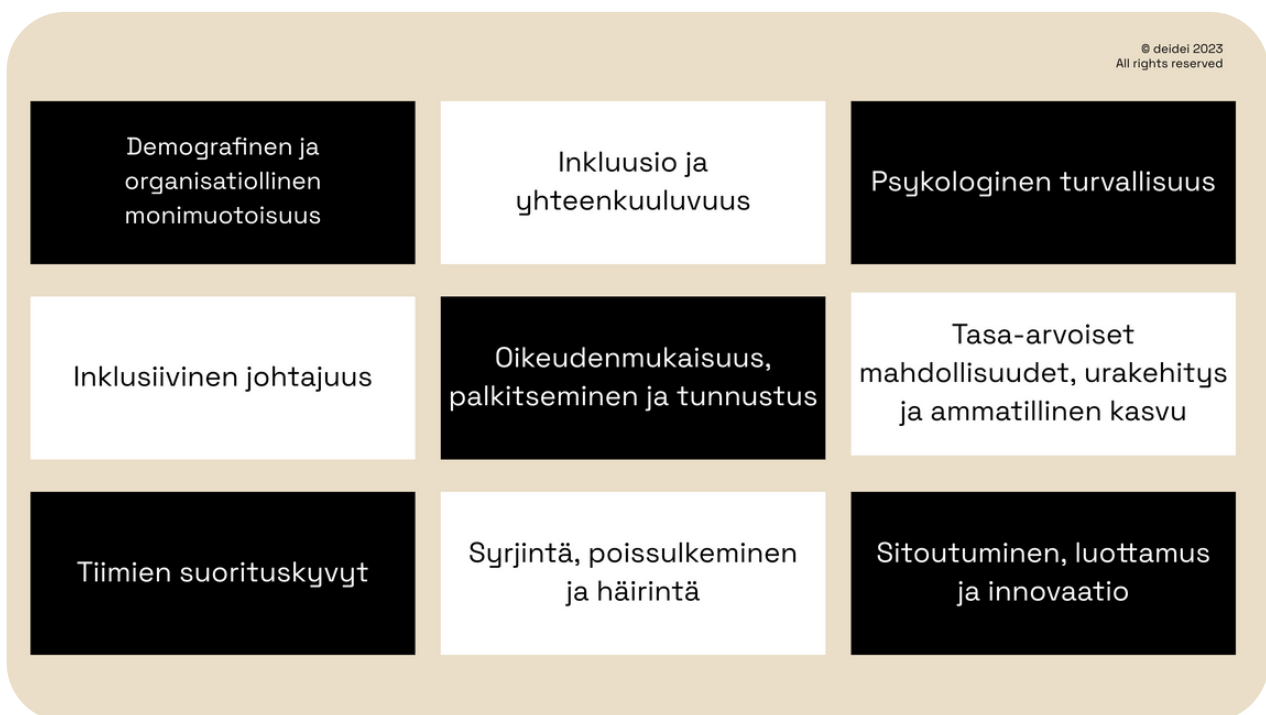 © deidei 2023
All rights reserved
Demografinen ja
organisatiollinen
monimuotoisuus
Inkluusio ja
yhteenkuuluvuus
Psykologinen turvallisuus
Inklusiivinen johtajuus
Oikeudenmukaisuus,
palkitseminen ja tunnustus
Tasa-arvoiset
mahdollisuudet, urakehitys
ja ammatillinen kasvu
Tiimien suorituskyvyt
Syrjintä, poissulkeminen
ja häirintä
Sitoutuminen, luottamus
ja innovaatio